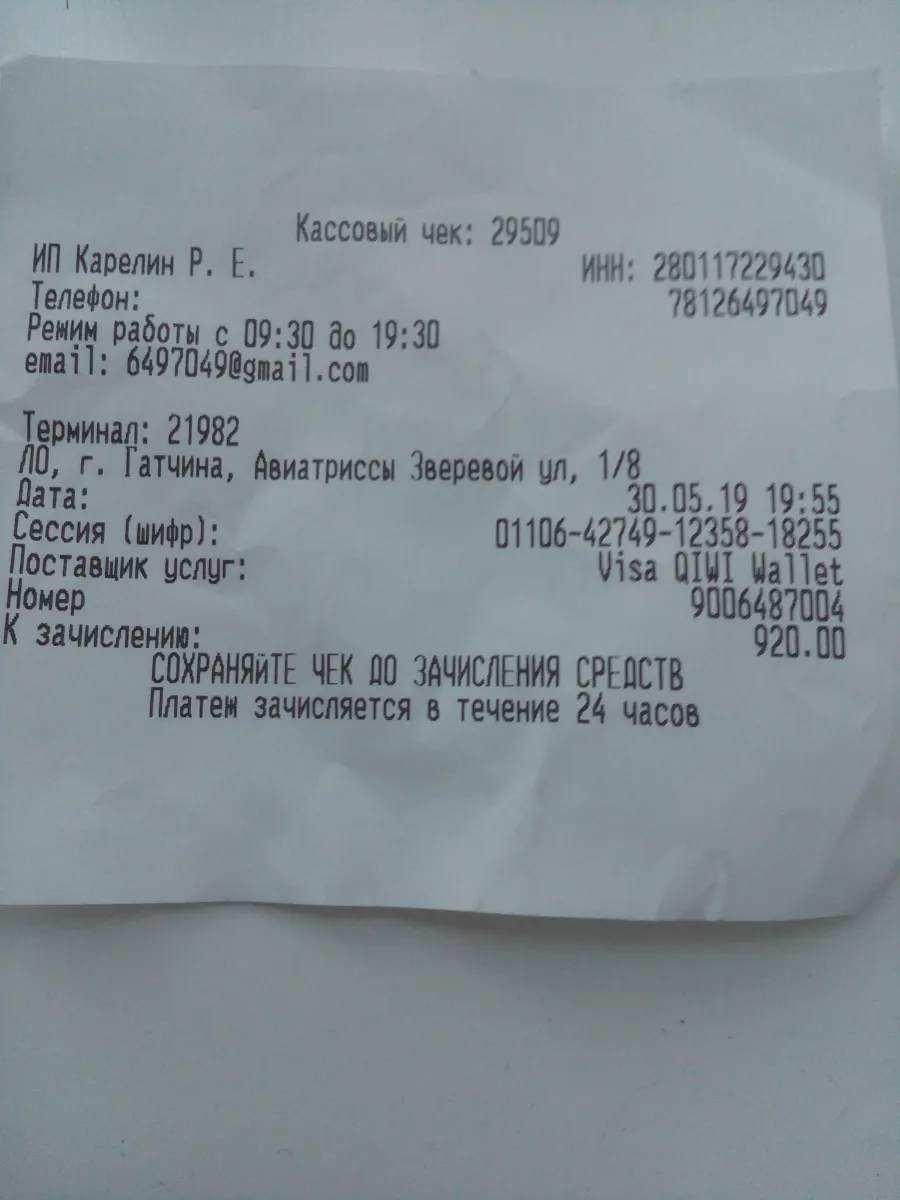 Кассовый чек: 29509
ИП Карелин Р. Е. ИНН: 280117229430
Телефон: 78126497049
Режим работы с 09:30 до 19:30
email: 6497049@gmail.com
Терминал: 21982
ЛО, г. Гатчина, Авиатриссы Зверевой ул, 1/8
Дата: 30.05.19 19:55
Сессия (шифр): 01106-42749-12358-18255
Поставщик услуг: Visa QIWI Wallet
Номер 9006487004
К зачислению: 920.00
СОХРАНЯЙТЕ ЧЕК ДО ЗАЧИСЛЕНИЯ СРЕДСТВ
Платеж зачисляется в течение 24 часов